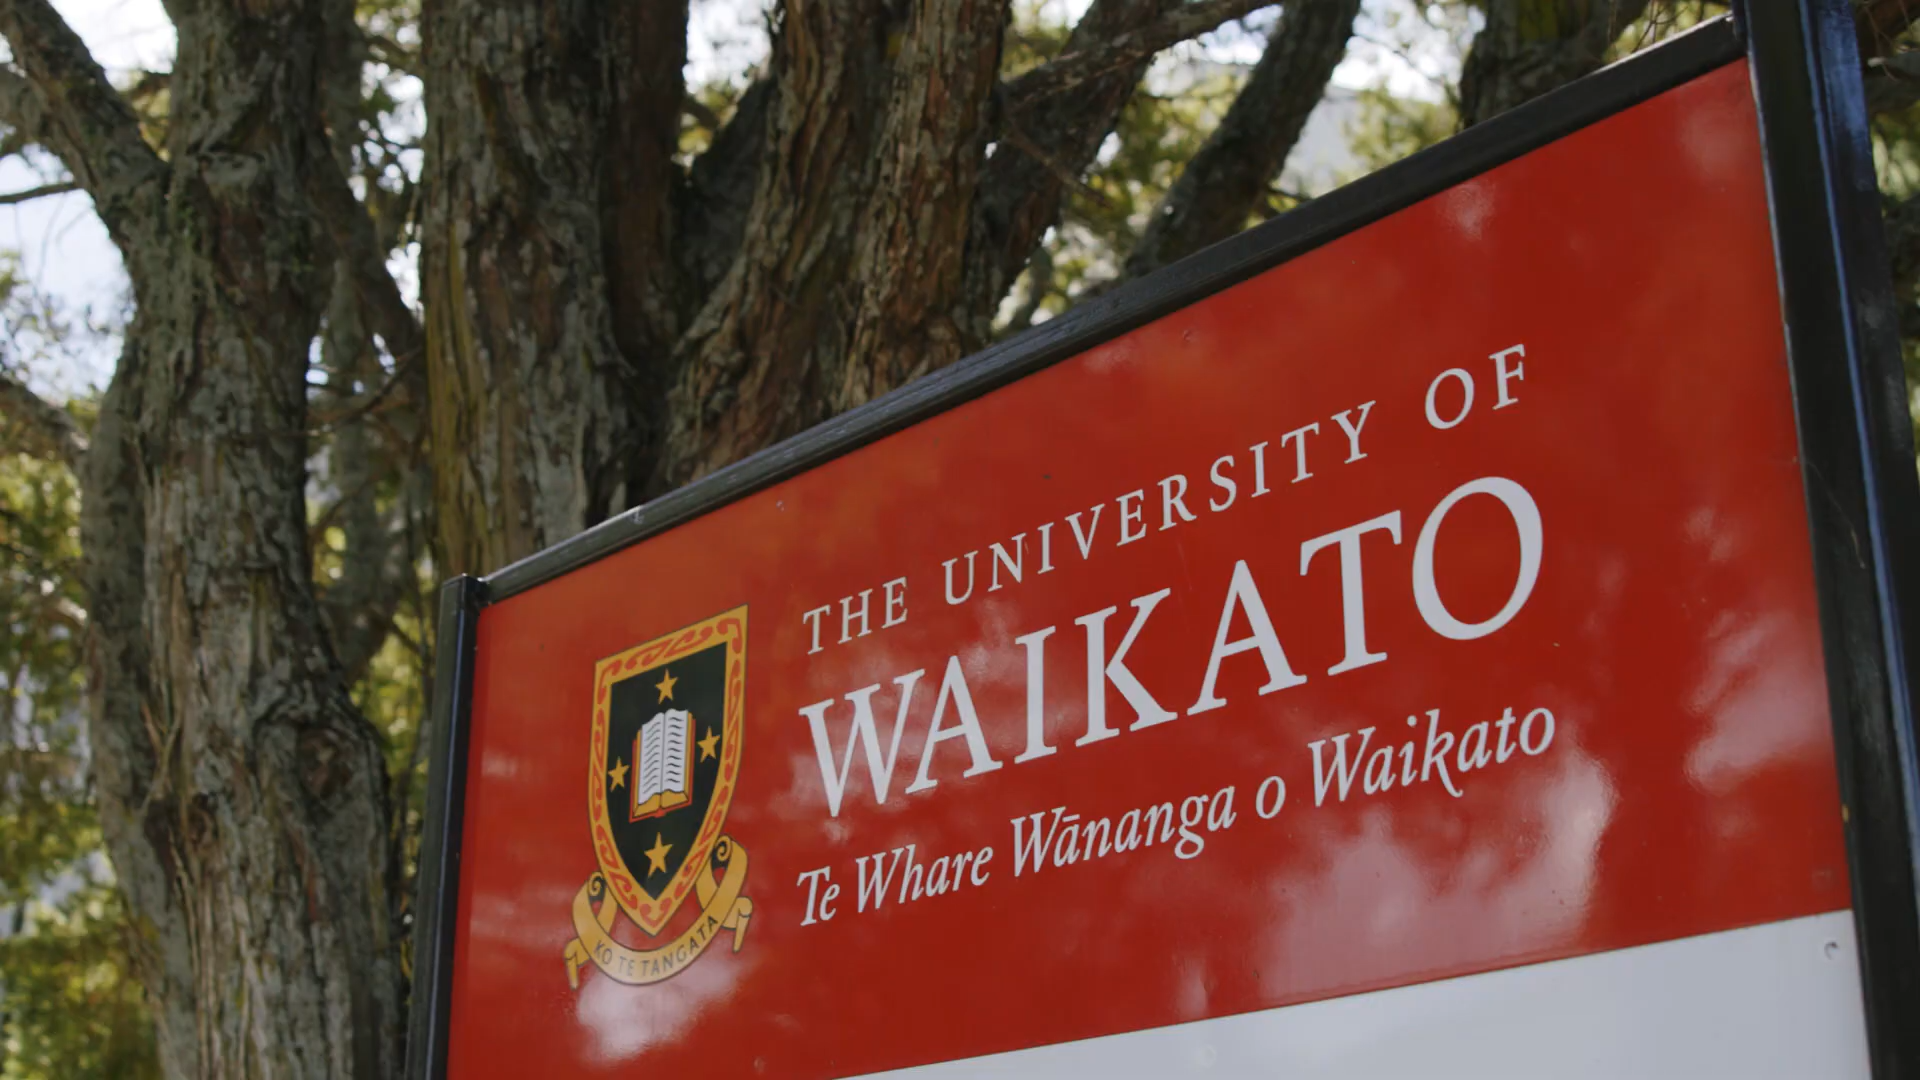 THE UNIVERSITY OF
WAIKATO
Te Whare Wānanga o Waikato
KO TE TANGATA